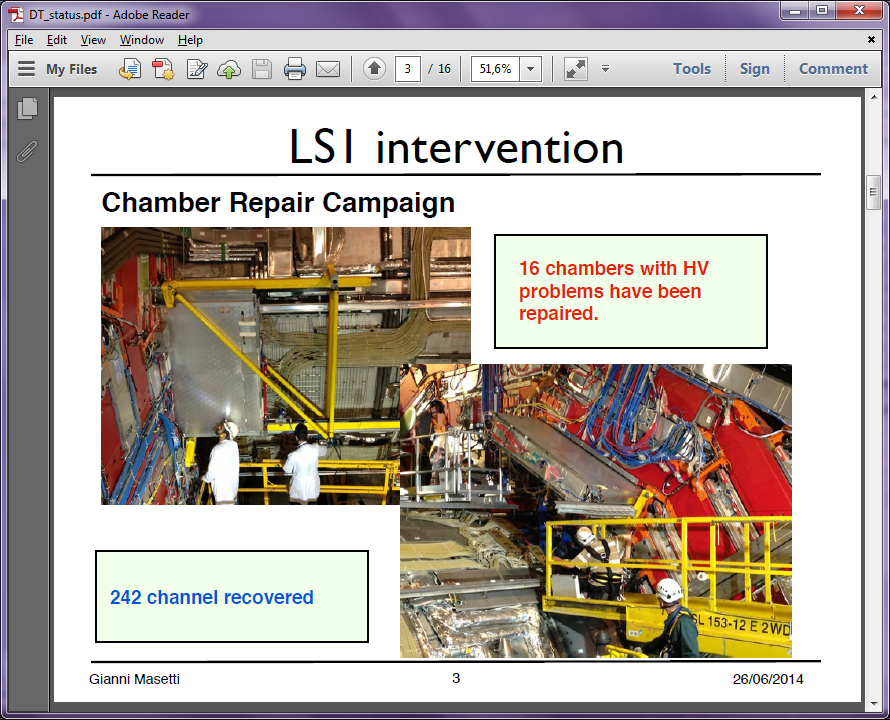 DT_status.pdf - Adobe Reader
File Edit View Window Help
My Files
3 / 16
51,6%
Tools Sign Comment
LS1 intervention
Chamber Repair Campaign
16 chambers with HV
problems have been
repaired.
242 channel recovered
SL 153-12 E 2WD
Gianni Masetti
3
26/06/2014